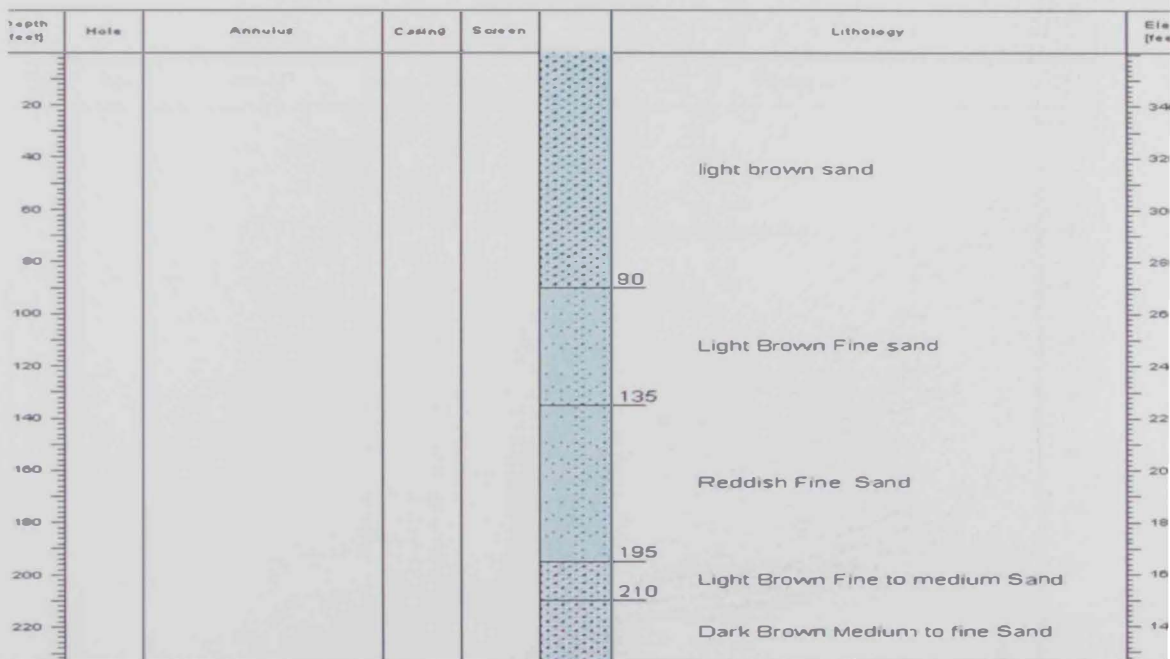 Hole Annulus Casing Screen Lithology
20
40 light brown sand
60
80
90
100
120 Light Brown Fine sand
135
140
160 Reddish Fine Sand
180
195
200 Light Brown Fine to medium Sand
210
220 Dark Brown Medium to fine Sand